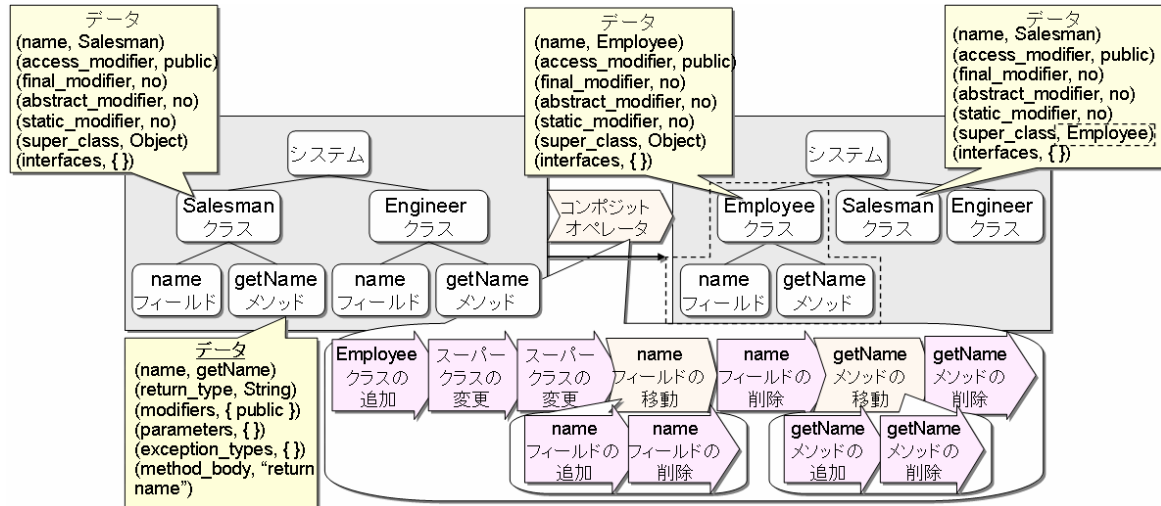 データ
(name, Salesman)
(access_modifier, public)
(final_modifier, no)
(abstract_modifier, no)
(static_modifier, no)
(super_class, Object)
(interfaces, { })
データ
(name, Employee)
(access_modifier, public)
(final_modifier, no)
(abstract_modifier, no)
(static_modifier, no)
(super_class, Object)
(interfaces, { })
データ
(name, Salesman)
(access_modifier, public)
(final_modifier, no)
(abstract_modifier, no)
(static_modifier, no)
(super_class, Employee)
(interfaces, { })
システム
Salesman
クラス
Engineer
クラス
name
フィールド
getName
メソッド
name
フィールド
getName
メソッド
コンポジット
オペレータ
システム
Employee
クラス
Salesman
クラス
Engineer
クラス
name
フィールド
getName
メソッド
データ
(name, getName)
(return_type, String)
(modifiers, { public })
(parameters, { })
(exception_types, { })
(method_body, “return
name”)
Employee
クラスの
追加
スーパー
クラスの
変更
スーパー
クラスの
変更
name
フィールドの
移動
name
フィールドの
削除
getName
メソッドの
移動
getName
メソッドの
削除
name
フィールドの
追加
name
フィールドの
削除
getName
メソッドの
追加
getName
メソッドの
削除